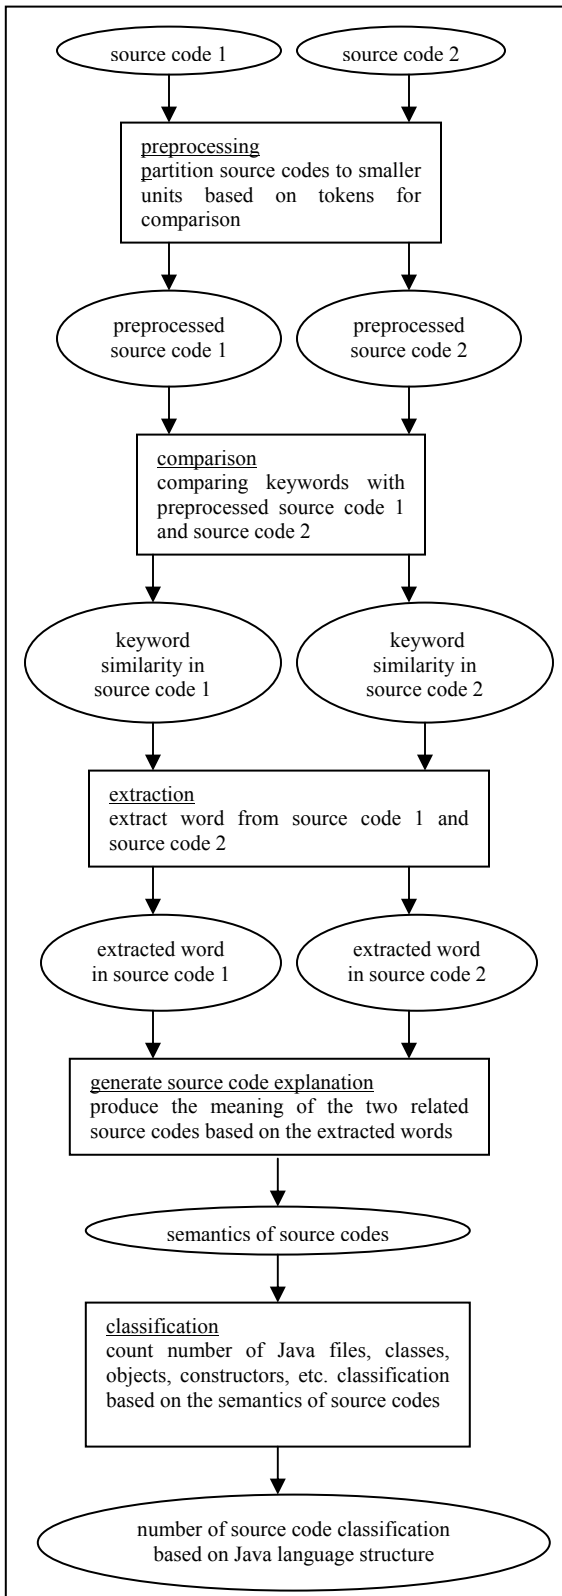 source code 1
source code 2
preprocessing
partition source codes to smaller
units based on tokens for
comparison
preprocessed
source code 1
preprocessed
source code 2
comparison
comparing keywords with
preprocessed source code 1
and source code 2
keyword
similarity in
source code 1
keyword
similarity in
source code 2
extraction
extract word from source code 1 and
source code 2
extracted word
in source code 1
extracted word
in source code 2
generate source code explanation
produce the meaning of the two related
source codes based on the extracted words
semantics of source codes
classification
count number of Java files, classes,
objects, constructors, etc. classification
based on the semantics of source codes
number of source code classification
based on Java language structure